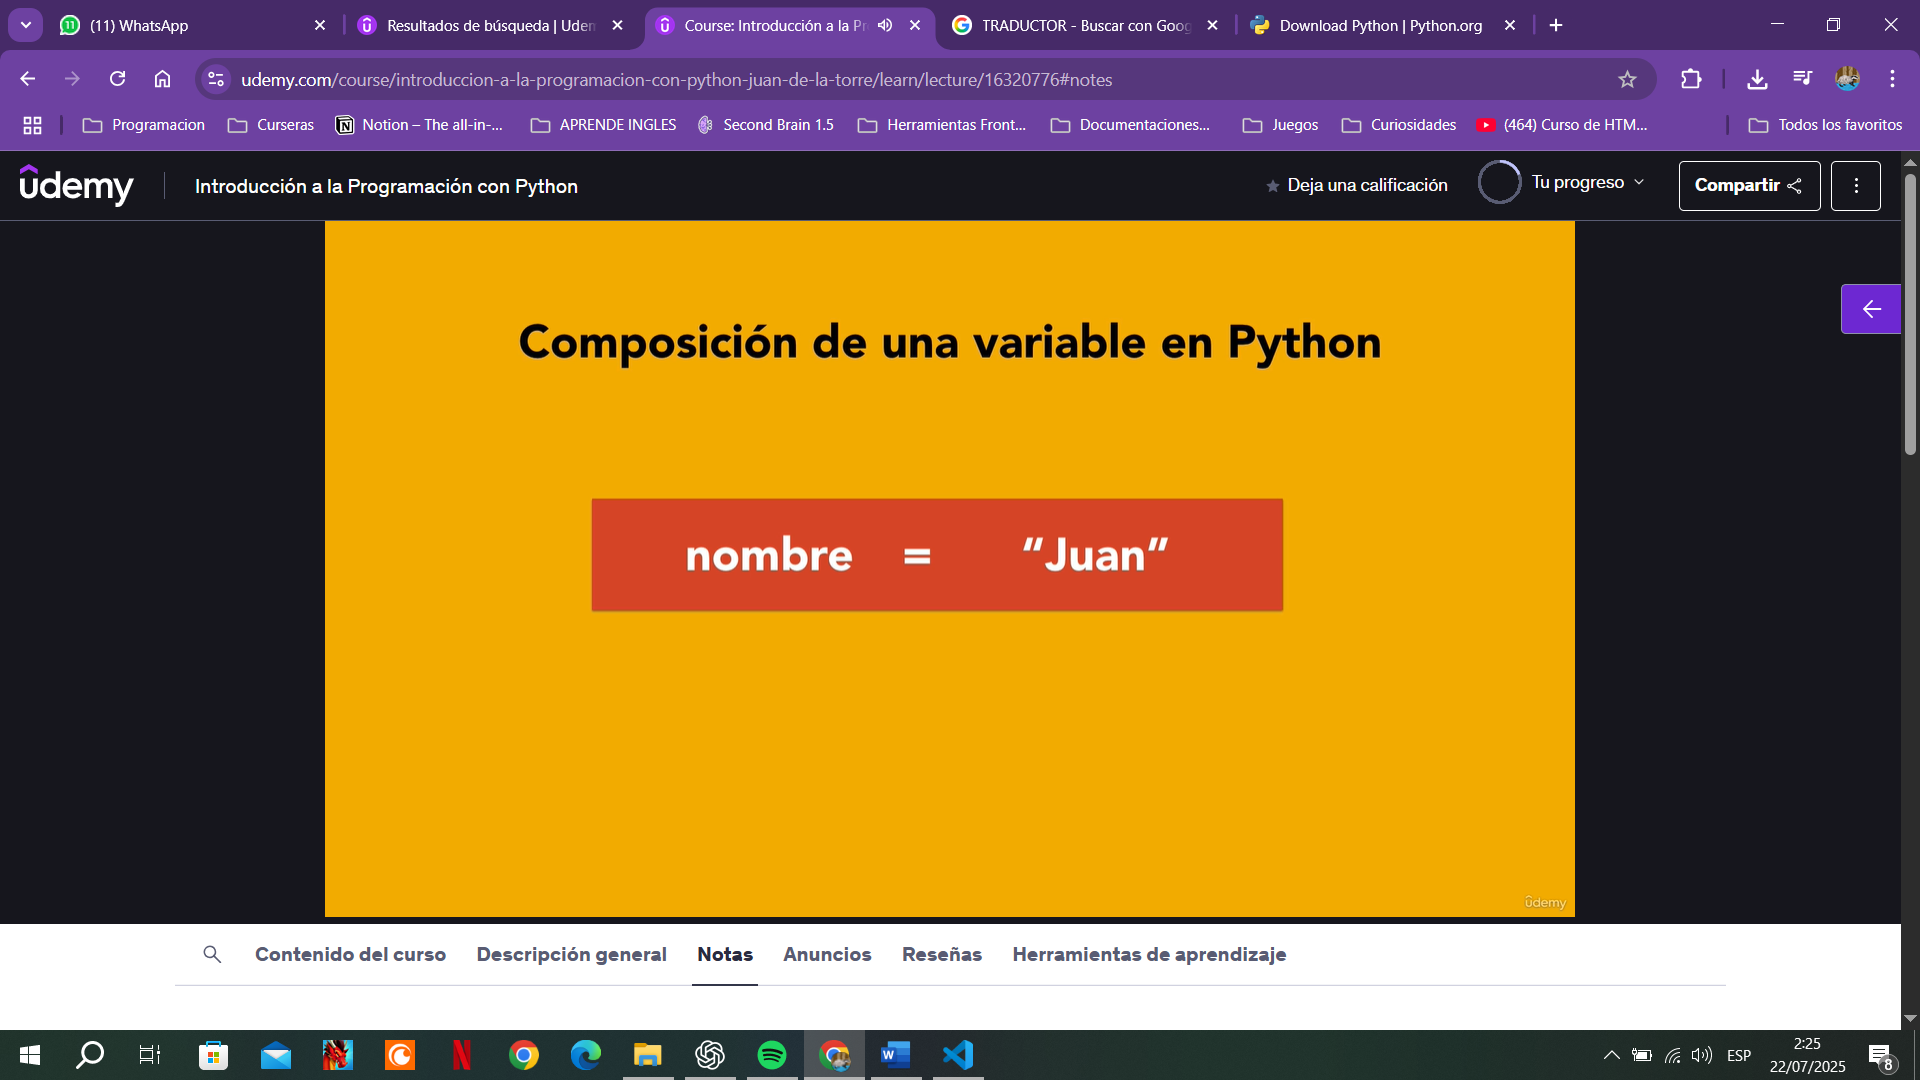 (11) WhatsApp
Resultados de búsqueda | Uden
Course: Introducción a la Pr
TRADUCTOR - Buscar con Goog
Download Python | Python.org
udemy.com/course/introduccion-a-la-programacion-con-python-juan-de-la-torre/learn/lecture/16320776#notes
Programacion
Curseras
Notion – The all-in-...
APRENDE INGLES
Second Brain 1.5
Herramientas Front...
Documentaciones...
Juegos
Curiosidades
(464) Curso de HTM...
Todos los favoritos
ûdemy
Introducción a la Programación con Python
Deja una calificación
Tu progreso
Compartir
Composición de una variable en Python
nombre = “Juan”
ûdemy
Contenido del curso
Descripción general
Notas
Anuncios
Reseñas
Herramientas de aprendizaje
ESP
2:25
22/07/2025
8